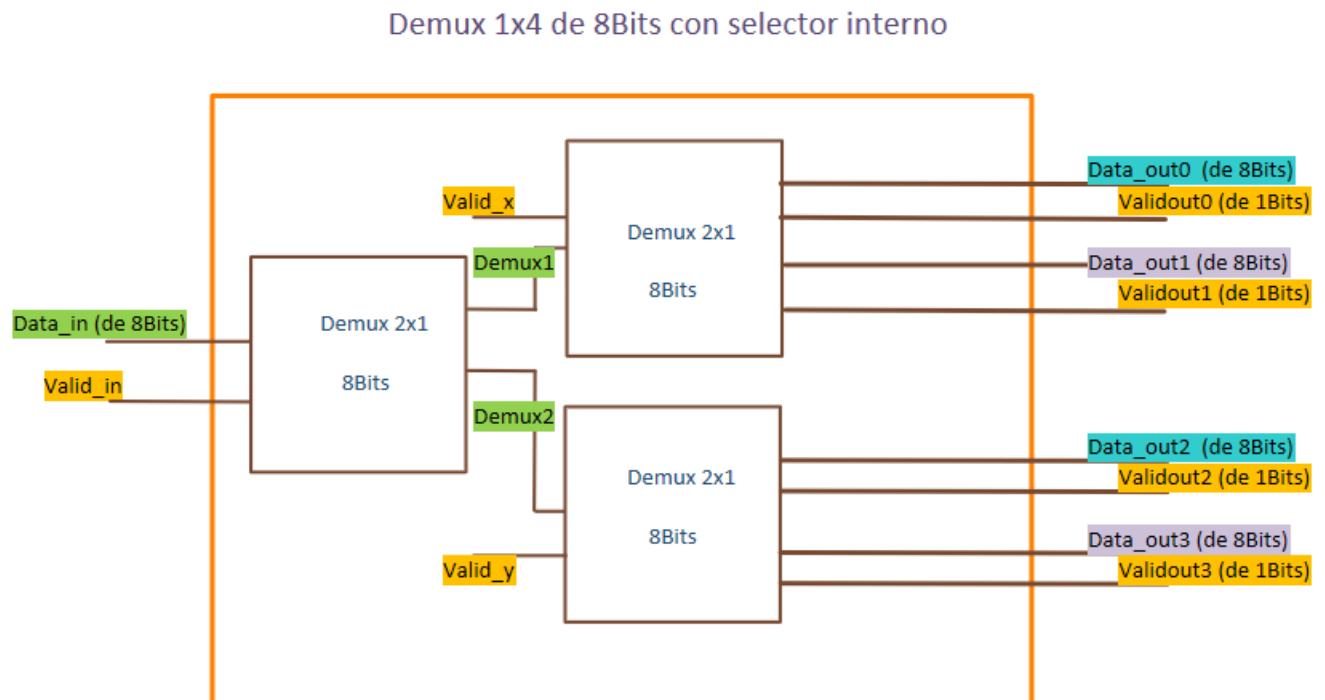 Demux 1x4 de 8Bits con selector interno
Data_out0 (de 8Bits)
Valid_x
Validout0 (de 1Bits)
Demux 2x1
8Bits
Demux1
Data_out1 (de 8Bits)
Validout1 (de 1Bits)
Data_in (de 8Bits)
Valid_in
Demux 2x1
8Bits
Demux2
Data_out2 (de 8Bits)
Validout2 (de 1Bits)
Demux 2x1
8Bits
Data_out3 (de 8Bits)
Valid_y
Validout3 (de 1Bits)